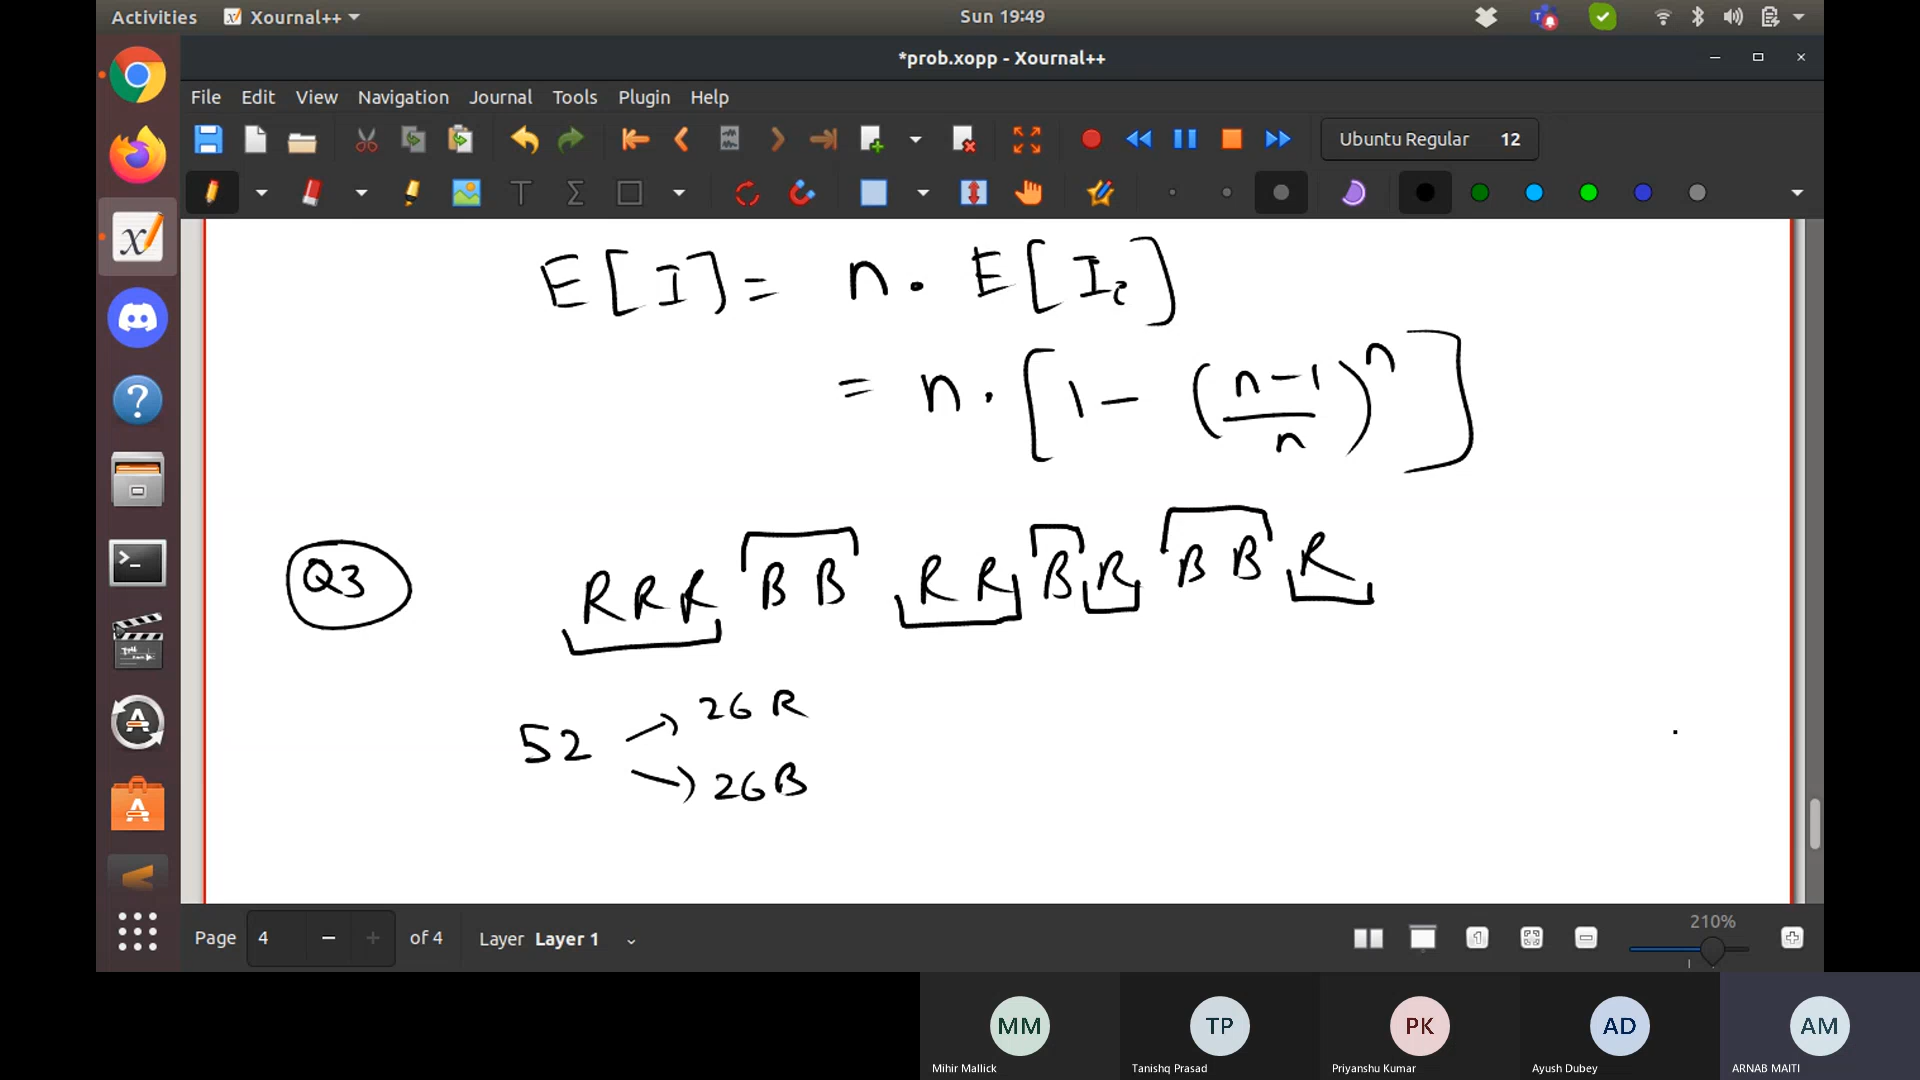 Activities Xournal++ Sun 19:49
*prob.xopp - Xournal++
File Edit View Navigation Journal Tools Plugin Help
Ubuntu Regular 12
E[I] = n. E[Ii]
= n. [1 - ((n-1)/n)^n]
Q3 RRR BB RR B R BB R
52 → 26 R
→ 26 B
210%
Page 4 of 4 Layer Layer 1
MM TP PK AD AM
Mihir Mallick Tanishq Prasad Priyanshu Kumar Ayush Dubey ARNAB MAITI